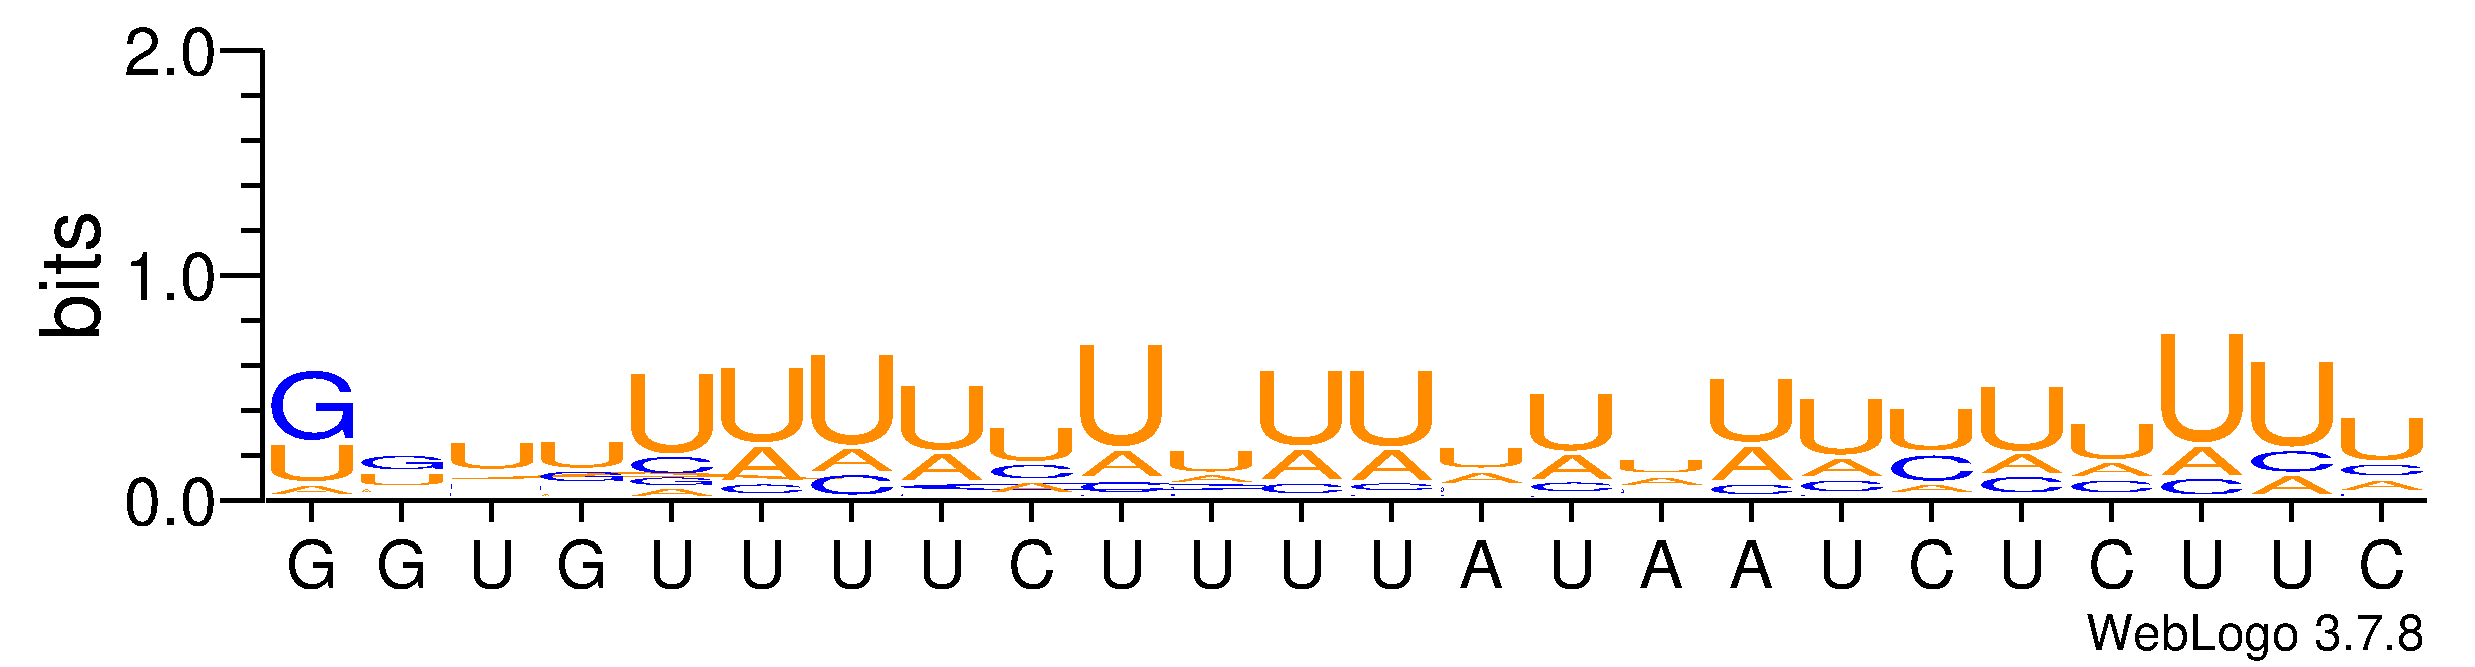 2.0
1.0
0.0
bits
G G U G U U U U C U U U U A U A A U C U C U U C
WebLogo 3.7.8